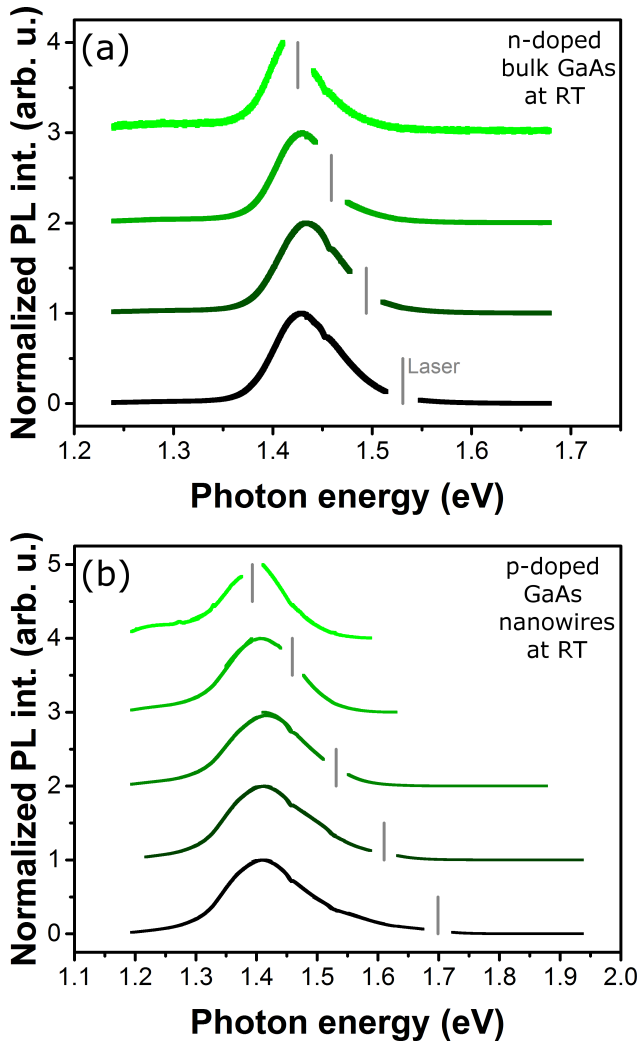 (a)
n-doped
bulk GaAs
at RT
Normalized PL int. (arb. u.)
4
3
2
1
0
Laser
1.2 1.3 1.4 1.5 1.6 1.7
Photon energy (eV)
(b)
p-doped
GaAs
nanowires
at RT
Normalized PL int. (arb. u.)
5
4
3
2
1
0
1.1 1.2 1.3 1.4 1.5 1.6 1.7 1.8 1.9 2.0
Photon energy (eV)